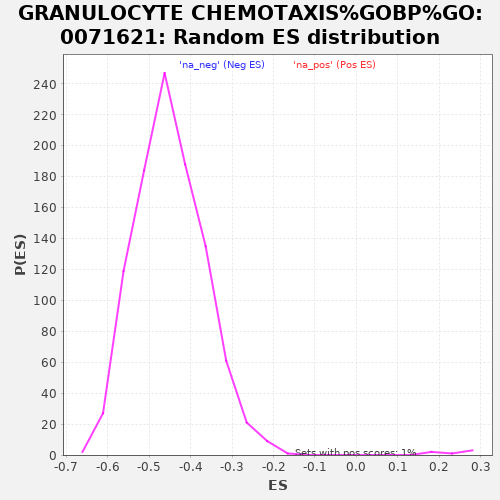 GRANULOCYTE CHEMOTAXIS%GOBP%GO:
0071621: Random ES distribution
'na_neg' (Neg ES)
'na_pos' (Pos ES)
P(ES)
240
220
200
180
160
140
120
100
80
60
40
20
0
Sets with pos scores: 1%
-0.7 -0.6 -0.5 -0.4 -0.3 -0.2 -0.1 0.0 0.1 0.2 0.3
ES